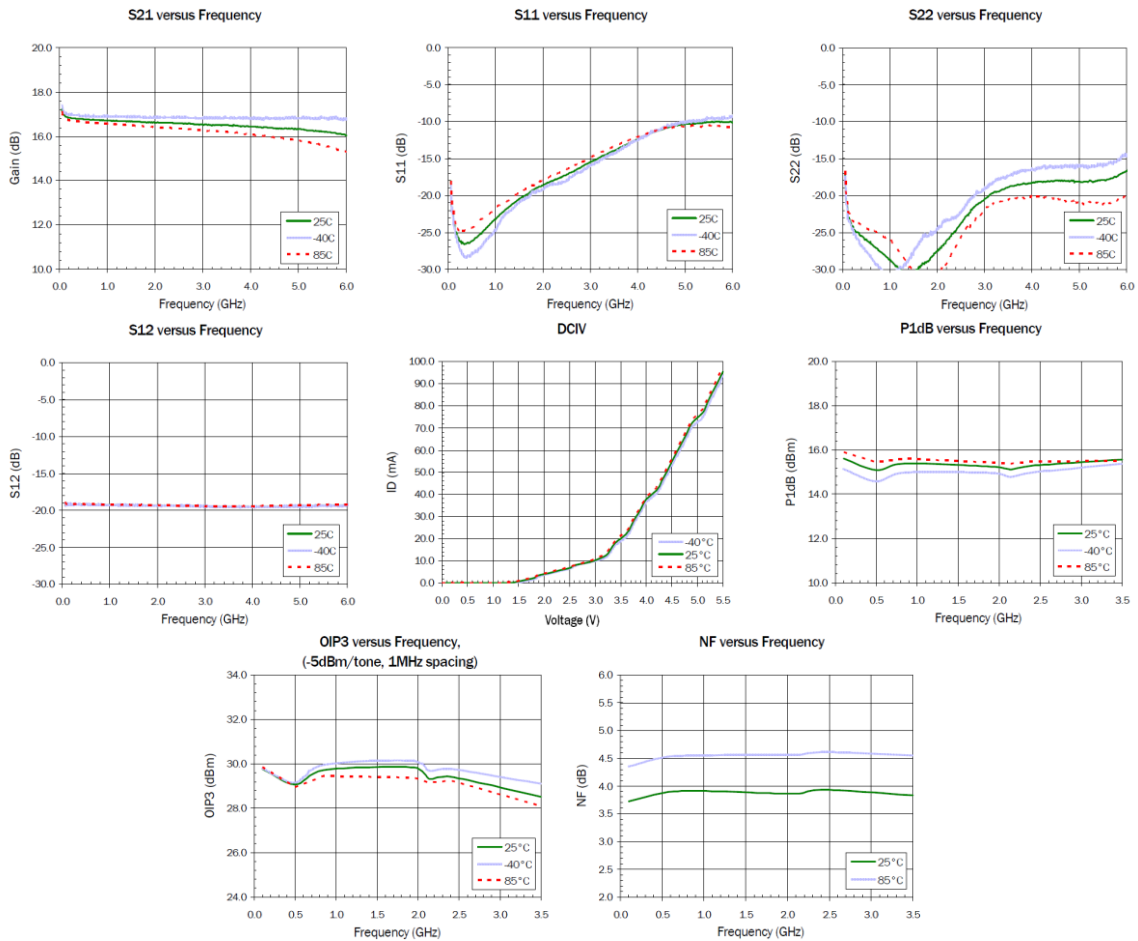 S21 versus Frequency
20.0
18.0
16.0
14.0
12.0
10.0
Gain (dB)
25C
-40C
85C
0.0 1.0 2.0 3.0 4.0 5.0 6.0
Frequency (GHz)
S11 versus Frequency
0.0
-5.0
-10.0
-15.0
-20.0
-25.0
-30.0
S11 (dB)
25C
-40C
85C
0.0 1.0 2.0 3.0 4.0 5.0 6.0
Frequency (GHz)
S22 versus Frequency
0.0
-5.0
-10.0
-15.0
-20.0
-25.0
-30.0
S22 (dB)
25C
-40C
85C
0.0 1.0 2.0 3.0 4.0 5.0 6.0
Frequency (GHz)
S12 versus Frequency
0.0
-5.0
-10.0
-15.0
-20.0
-25.0
-30.0
S12 (dB)
25C
-40C
85C
0.0 1.0 2.0 3.0 4.0 5.0 6.0
Frequency (GHz)
DCIV
100.0
90.0
80.0
70.0
60.0
50.0
40.0
30.0
20.0
10.0
0.0
ID (mA)
-40°C
25°C
85°C
0.0 0.5 1.0 1.5 2.0 2.5 3.0 3.5 4.0 4.5 5.0 5.5
Voltage (V)
P1dB versus Frequency
20.0
18.0
16.0
14.0
12.0
10.0
P1dB (dBm)
25°C
-40°C
85°C
0.0 0.5 1.0 1.5 2.0 2.5 3.0 3.5
Frequency (GHz)
OIP3 versus Frequency,
(-5dBm/tone, 1MHz spacing)
34.0
32.0
30.0
28.0
26.0
24.0
OIP3 (dBm)
25°C
-40°C
85°C
0.0 0.5 1.0 1.5 2.0 2.5 3.0 3.5
Frequency (GHz)
NF versus Frequency
6.0
5.5
5.0
4.5
4.0
3.5
3.0
2.5
2.0
NF (dB)
25°C
85°C
0.0 0.5 1.0 1.5 2.0 2.5 3.0 3.5
Frequency (GHz)